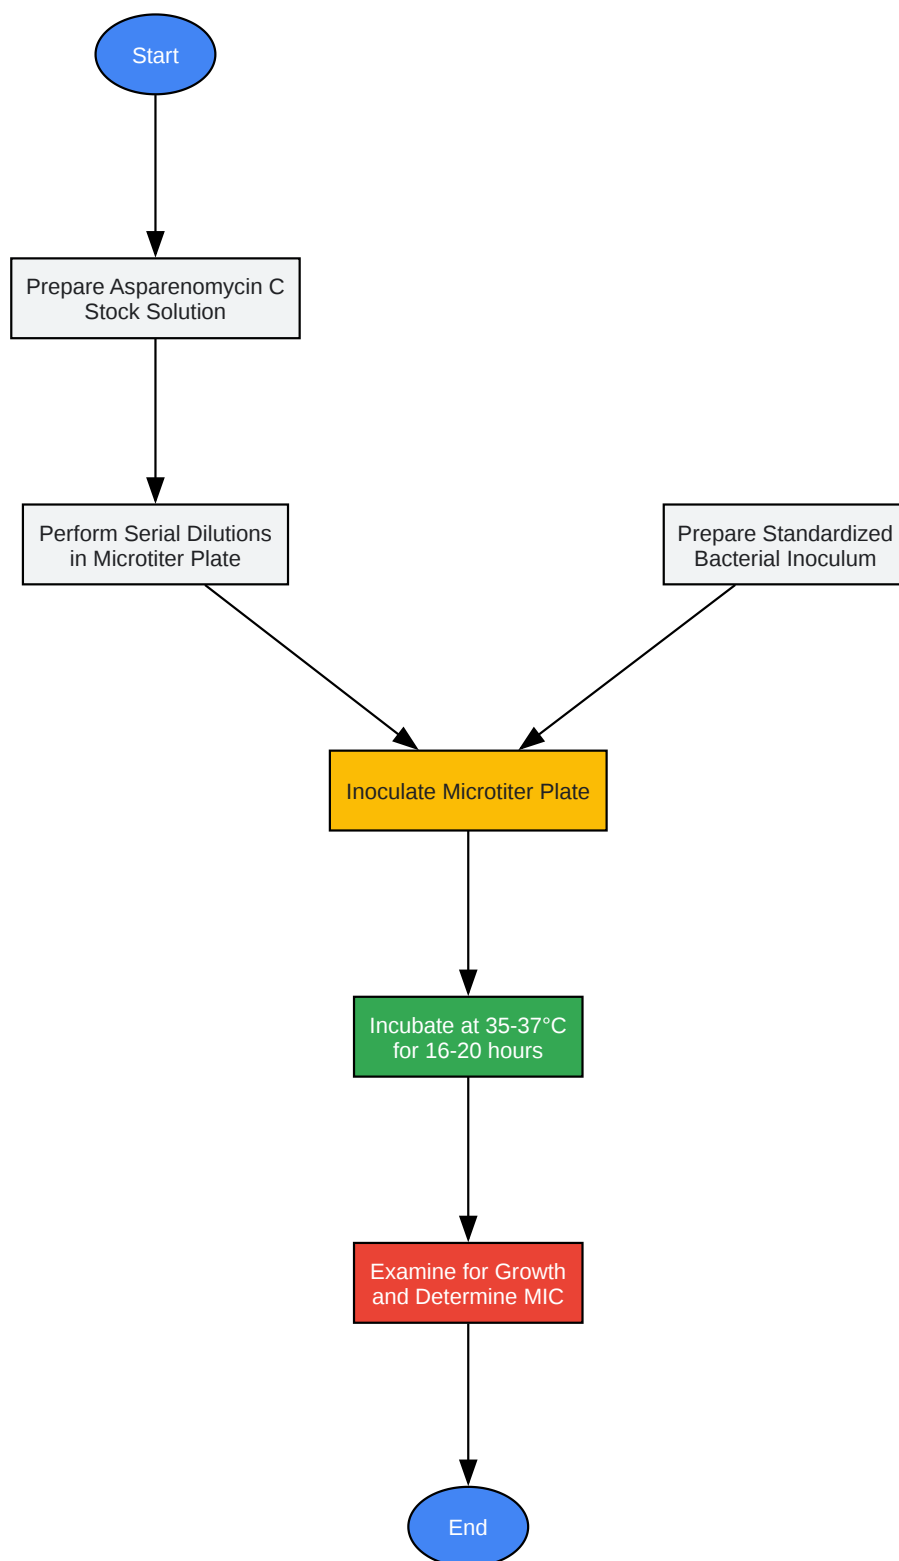 Start
Prepare Asparenomycin C
Stock Solution
Perform Serial Dilutions
in Microtiter Plate
Prepare Standardized
Bacterial Inoculum
Inoculate Microtiter Plate
Incubate at 35-37°C
for 16-20 hours
Examine for Growth
and Determine MIC
End